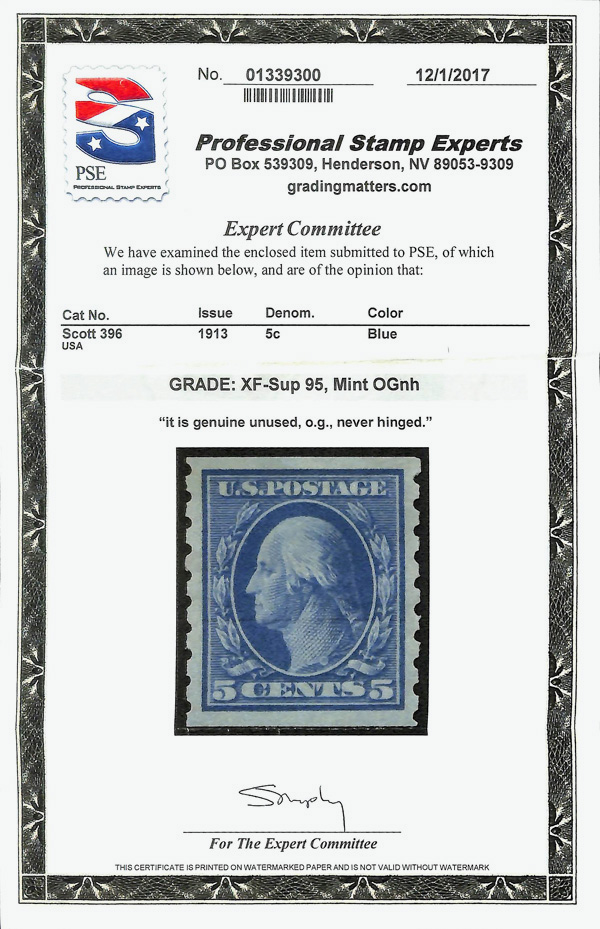 No. 01339300 12/1/2017
PSE
PROFESSIONAL STAMP EXPERTS
Professional Stamp Experts
PO Box 539309, Henderson, NV 89053-9309
gradingmatters.com
Expert Committee
We have examined the enclosed item submitted to PSE, of which
an image is shown below, and are of the opinion that:
Cat No. Issue Denom. Color
Scott 396 1913 5c Blue
USA
GRADE: XF-Sup 95, Mint OGnh
“it is genuine unused, o.g., never hinged.”
U.S.POSTAGE
5 CENTS 5
For The Expert Committee
THIS CERTIFICATE IS PRINTED ON WATERMARKED PAPER AND IS NOT VALID WITHOUT WATERMARK